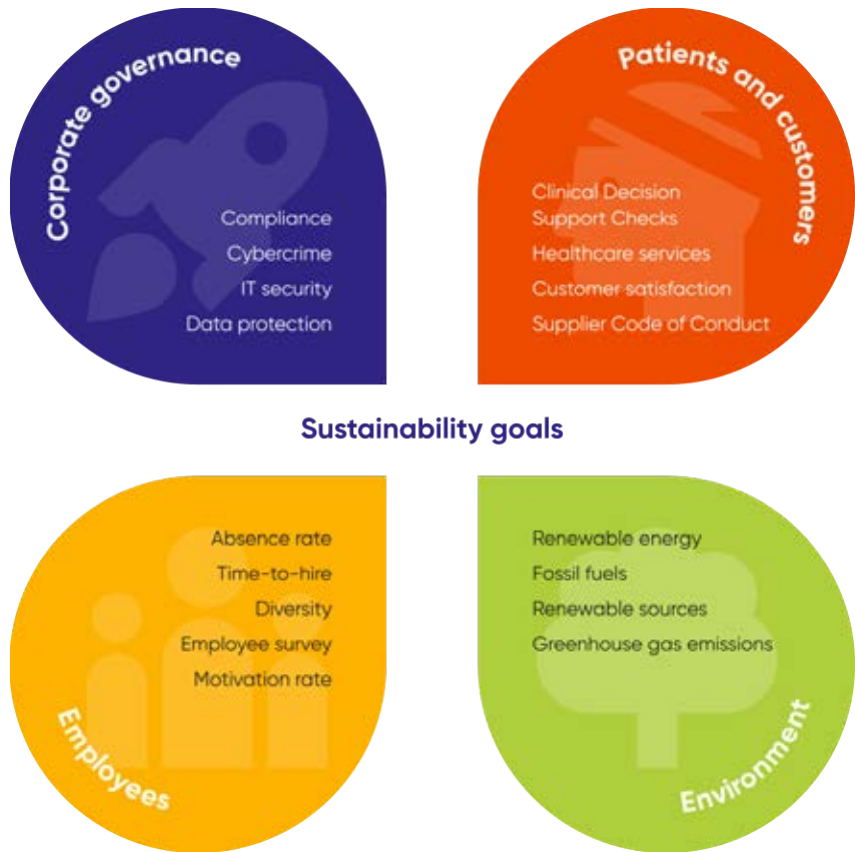 Corporate governance
Compliance
Cybercrime
IT security
Data protection
Patients and customers
Clinical Decision
Support Checks
Healthcare services
Customer satisfaction
Supplier Code of Conduct
Sustainability goals
Absence rate
Time-to-hire
Diversity
Employee survey
Motivation rate
Employees
Renewable energy
Fossil fuels
Renewable sources
Greenhouse gas emissions
Environment